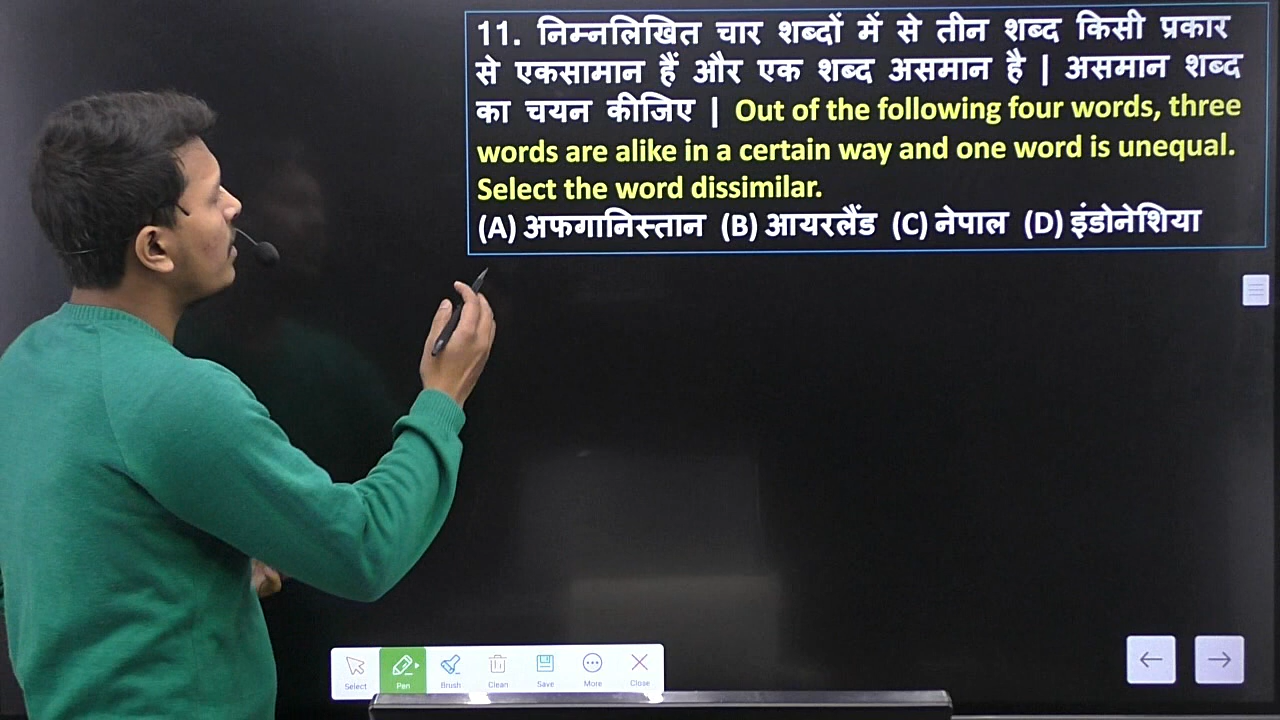 11. निम्नलिखित चार शब्दों में से तीन शब्द किसी प्रकार
से एकसामान हैं और एक शब्द असमान है | असमान शब्द
का चयन कीजिए | Out of the following four words, three
words are alike in a certain way and one word is unequal.
Select the word dissimilar.
(A) अफगानिस्तान (B) आयरलैंड (C) नेपाल (D) इंडोनेशिया
Select Pen Brush Clean Save More Close